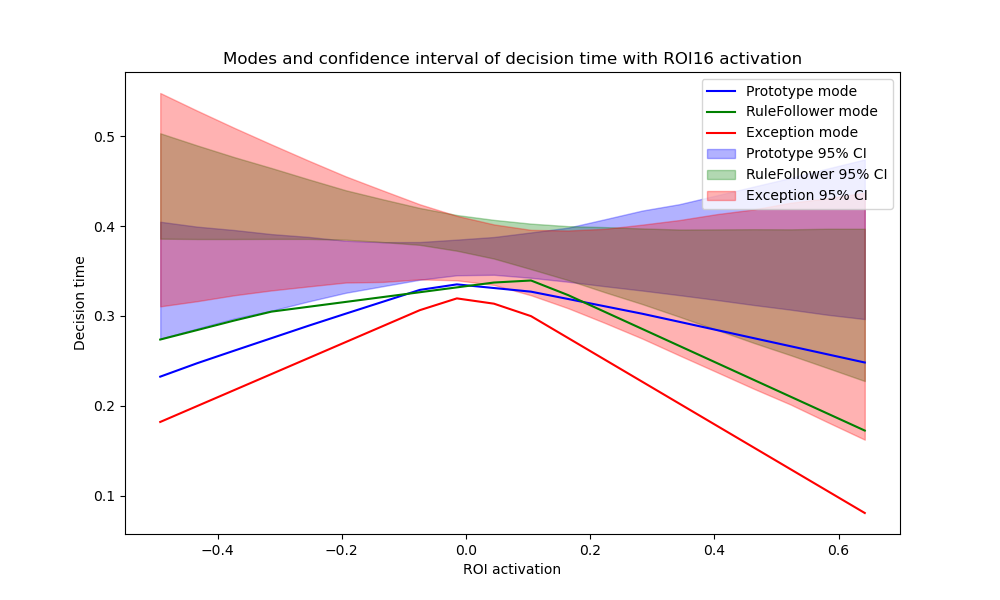 Modes and confidence interval of decision time with ROI16 activation
Prototype mode
RuleFollower mode
Exception mode
Prototype 95% CI
RuleFollower 95% CI
Exception 95% CI
Decision time
0.5
0.4
0.3
0.2
0.1
−0.4
−0.2
0.0
0.2
0.4
0.6
ROI activation